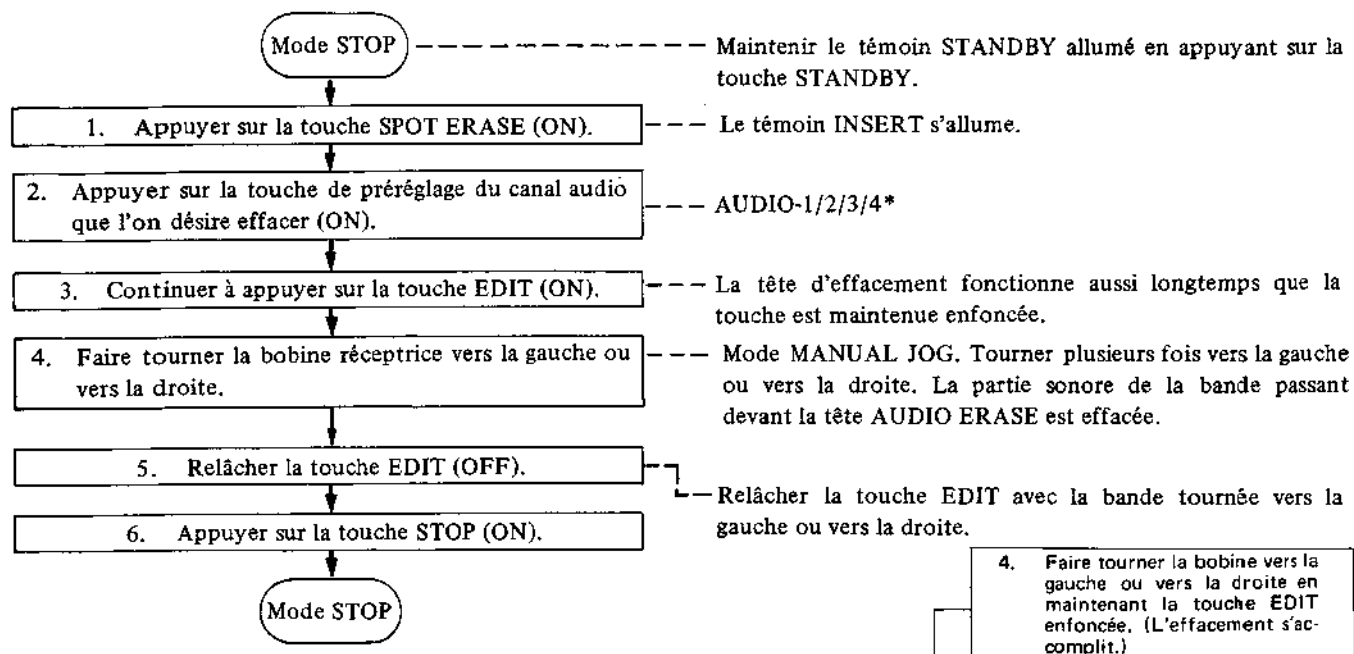 Mode STOP
Maintenir le témoin STANDBY allumé en appuyant sur la
touche STANDBY.
1. Appuyer sur la touche SPOT ERASE (ON).
Le témoin INSERT s'allume.
2. Appuyer sur la touche de préréglage du canal audio
que l'on désire effacer (ON).
AUDIO-1/2/3/4*
3. Continuer à appuyer sur la touche EDIT (ON).
La tête d'effacement fonctionne aussi longtemps que la
touche est maintenue enfoncée.
4. Faire tourner la bobine réceptrice vers la gauche ou
vers la droite.
Mode MANUAL JOG. Tourner plusieurs fois vers la gauche
ou vers la droite. La partie sonore de la bande passant
devant la tête AUDIO ERASE est effacée.
5. Relâcher la touche EDIT (OFF).
Relâcher la touche EDIT avec la bande tournée vers la
gauche ou vers la droite.
6. Appuyer sur la touche STOP (ON).
Mode STOP
4. Faire tourner la bobine vers la
gauche ou vers la droite en
maintenant la touche EDIT
enfoncée. (L'effacement s'ac-
complit.)